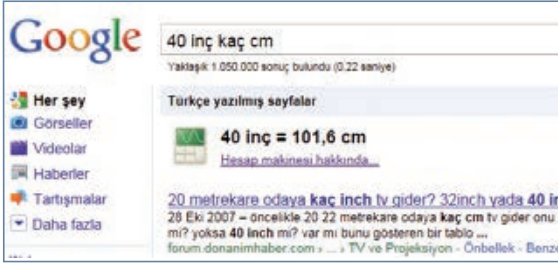 Google
40 inç kaç cm
Yaklaşık 1.050.000 sonuç bulundu (0.22 saniye)
Her şey
Görseller
Videolar
Haberler
Tartışmalar
Daha fazla
Türkçe yazılmış sayfalar
40 inç = 101,6 cm
Hesap makinesi hakkında...
20 metrekare odaya kaç inch tv gider? 32inch yada 40 in
28 Eki 2007 – öncelikle 20 22 metrekare odaya kaç cm tv gider onu
mi? yoksa 40 inch mi? var mı bunu gösteren bir tablo ...
forum.donanimhaber.com › ... › TV ve Projeksiyon - Önbellek - Benze